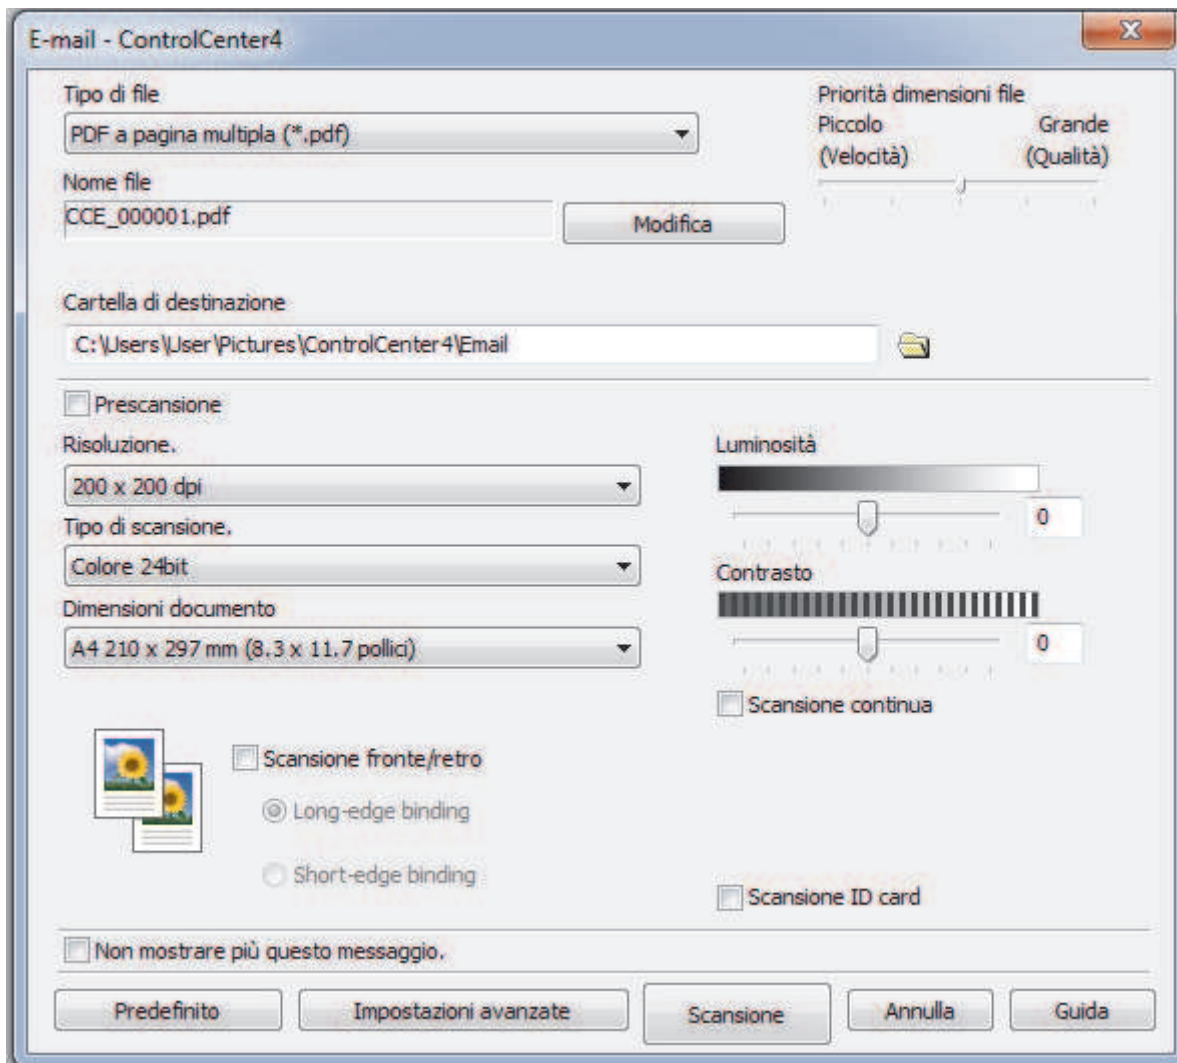 E-mail - ControlCenter4
Tipo di file
PDF a pagina multipla (*.pdf)
Priorità dimensioni file
Piccolo Grande
(Velocità) (Qualità)
Nome file
CCE_000001.pdf
Modifica
Cartella di destinazione
C:\Users\User\Pictures\ControlCenter4\Email
Prescansione
Risoluzione.
200 x 200 dpi
Tipo di scansione.
Colore 24bit
Dimensioni documento
A4 210 x 297 mm (8.3 x 11.7 pollici)
Luminosità
0
Contrasto
0
Scansione continua
Scansione fronte/retro
Long-edge binding
Short-edge binding
Scansione ID card
Non mostrare più questo messaggio.
Predefinito Impostazioni avanzate Scansione Annulla Guida